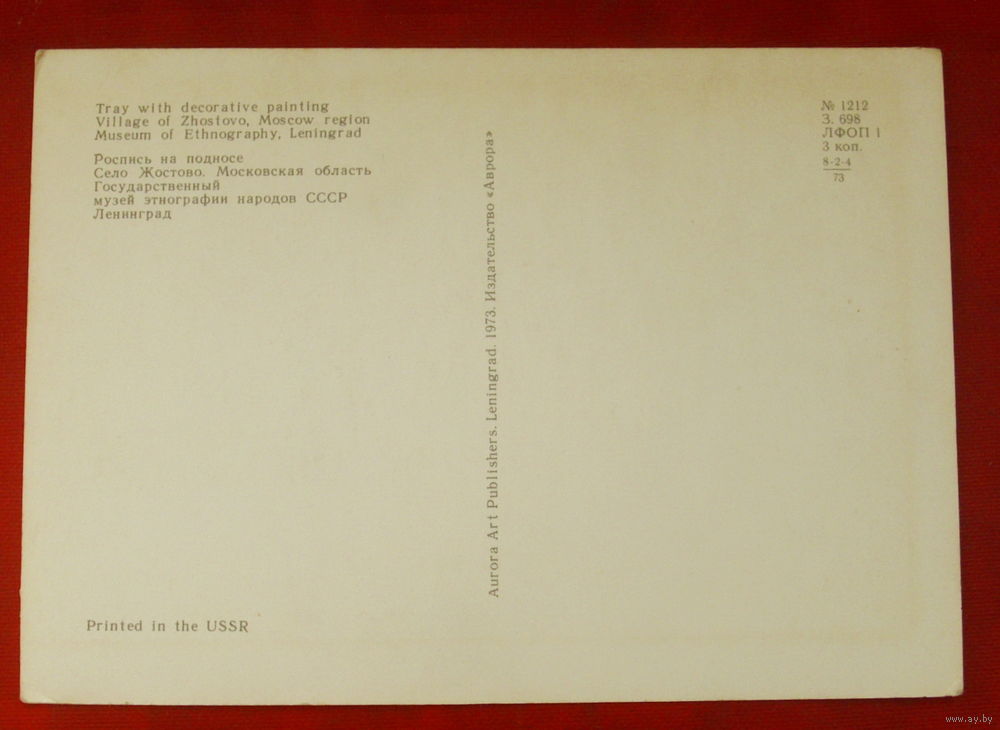 Tray with decorative painting
Village of Zhostovo, Moscow region
Museum of Ethnography, Leningrad
Роспись на подносе
Село Жостово. Московская область
Государственный
музей этнографии народов СССР
Ленинград
Printed in the USSR
Aurora Art Publishers. Leningrad. 1973. Издательство «Аврора»
№ 1212
З. 698
ЛФОП 1
3 коп.
8-2-4
73
www.ay.by